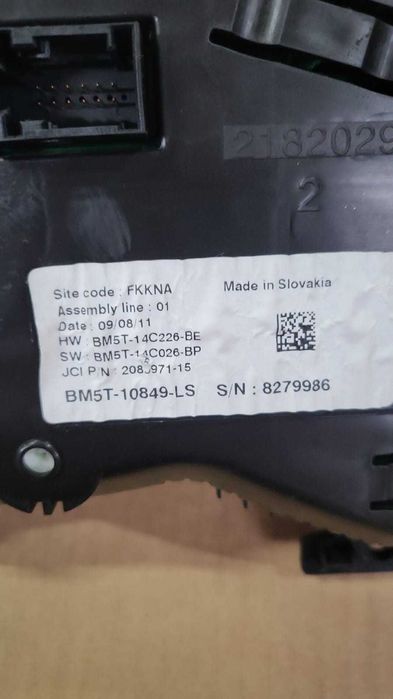 2182029
2
Site code : FKKNA
Made in Slovakia
Assembly line : 01
Date : 09/08/11
HW : BM5T-14C226-BE
SW : BM5T-14C026-BP
JCI P/N :
BM5T-10849-LS
S/N : 8279986